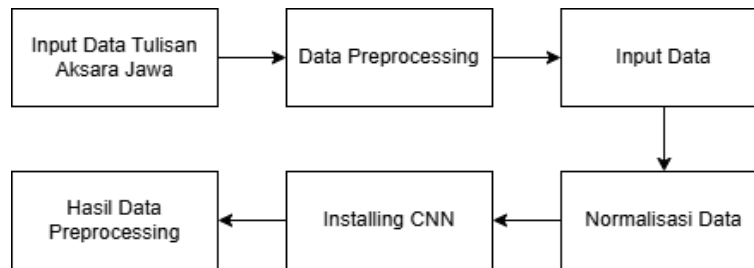 Input Data Tulisan
Aksara Jawa
Data Preprocessing
Input Data
Normalisasi Data
Installing CNN
Hasil Data
Preprocessing